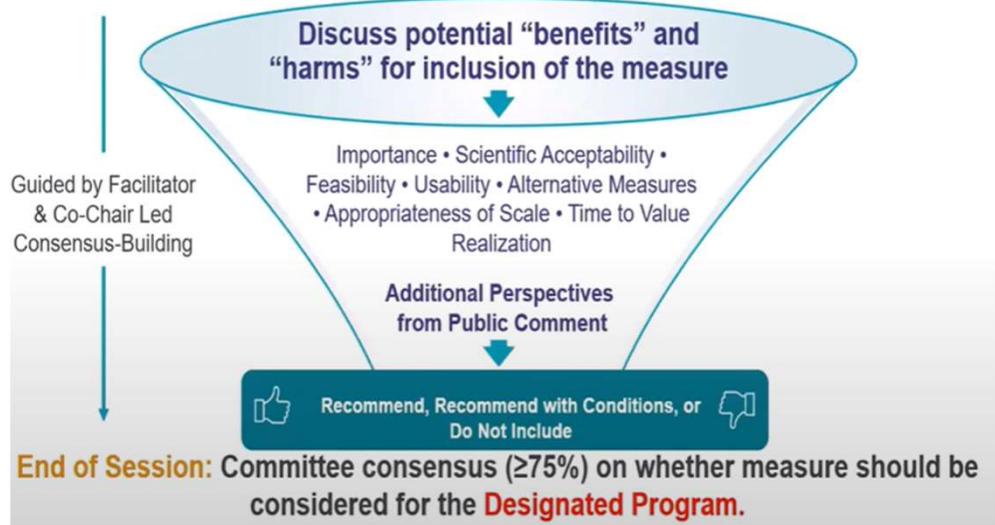 Discuss potential “benefits” and
“harms” for inclusion of the measure
Importance • Scientific Acceptability •
Feasibility • Usability • Alternative Measures
• Appropriateness of Scale • Time to Value
Realization
Guided by Facilitator
& Co-Chair Led
Consensus-Building
Additional Perspectives
from Public Comment
Recommend, Recommend with Conditions, or
Do Not Include
End of Session: Committee consensus (≥75%) on whether measure should be
considered for the Designated Program.